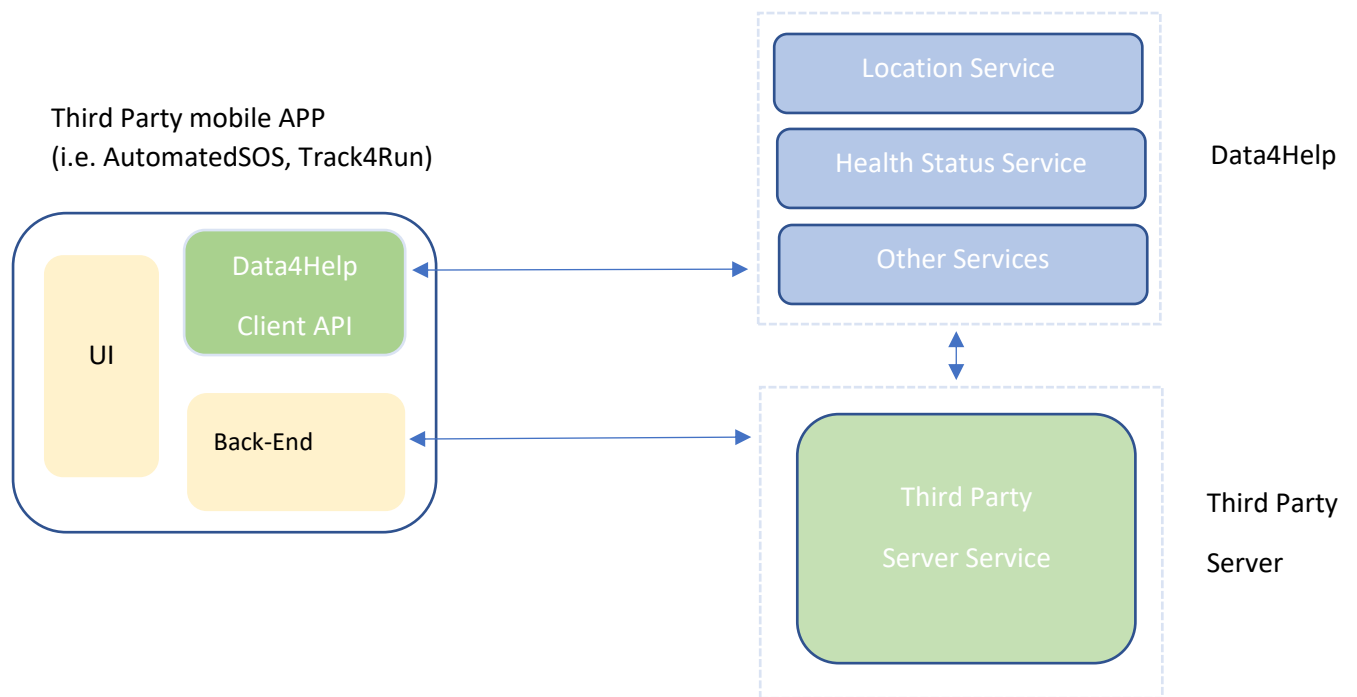 Third Party mobile APP
(i.e. AutomatedSOS, Track4Run)
UI
Data4Help
Client API
Back-End
Location Service
Health Status Service
Other Services
Data4Help
Third Party
Server Service
Third Party
Server